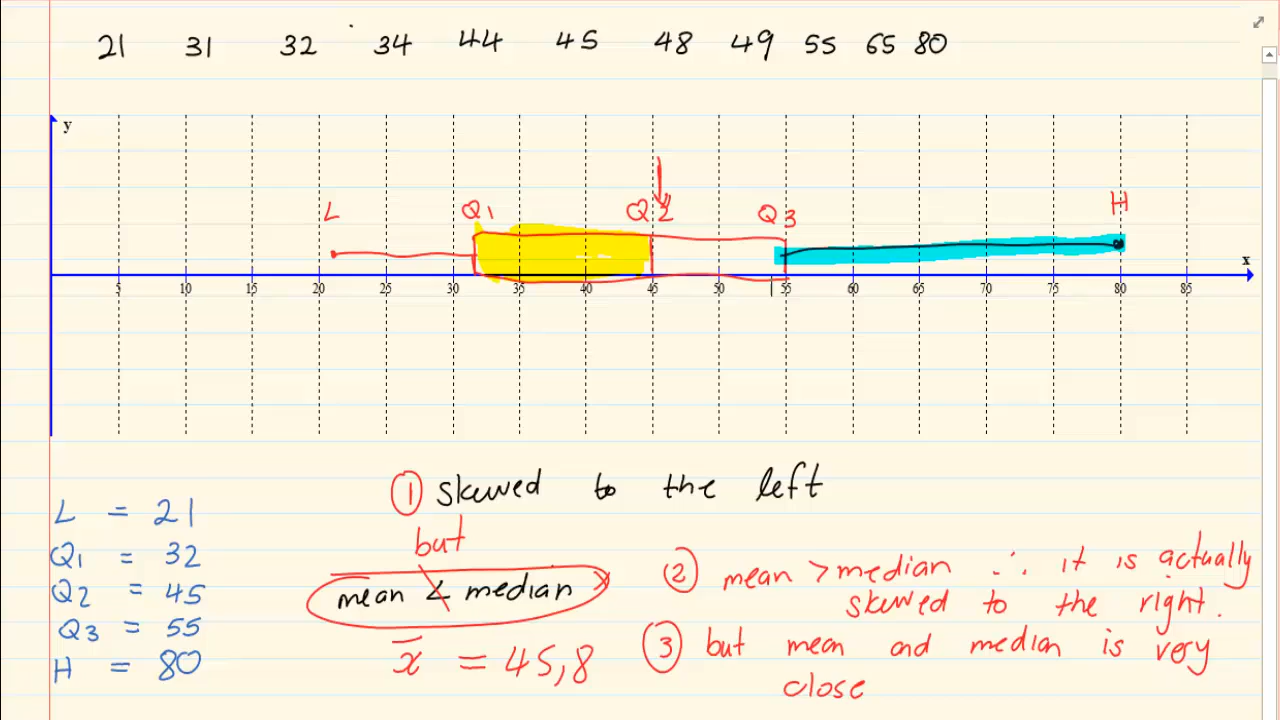 21 31 32 34 44 45 48 49 55 65 80
y
L Q1 Q2 Q3 H
x
5 10 15 20 25 30 35 40 45 50 55 60 65 70 75 80 85
① skewed to the left
but
mean < median
x̄ = 45,8
L = 21
Q1 = 32
Q2 = 45
Q3 = 55
H = 80
② mean > median ∴ it is actually
skewed to the right.
③ but mean and median is very
close